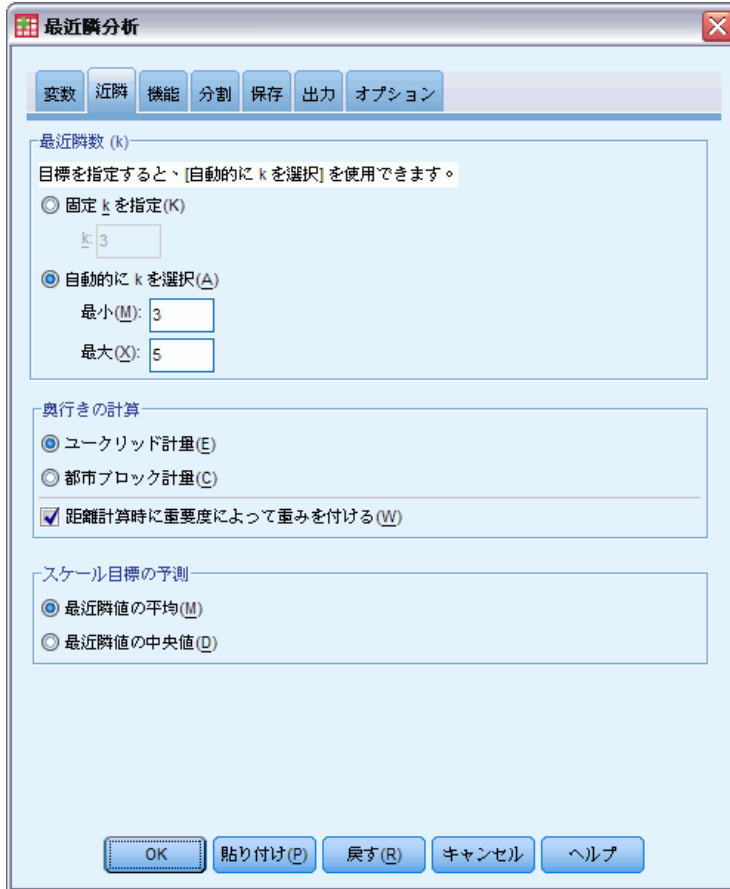 最近隣分析
変数 近隣 機能 分割 保存 出力 オプション
最近隣数 (k)
目標を指定すると、[自動的に k を選択] を使用できます。
固定 k を指定(K)
k: 3
自動的に k を選択(A)
最小(M): 3
最大(X): 5
奥行きの計算
ユークリッド計量(E)
都市ブロック計量(C)
距離計算時に重要度によって重みを付ける(W)
スケール目標の予測
最近隣値の平均(M)
最近隣値の中央値(D)
OK 貼り付け(P) 戻す(R) キャンセル ヘルプ